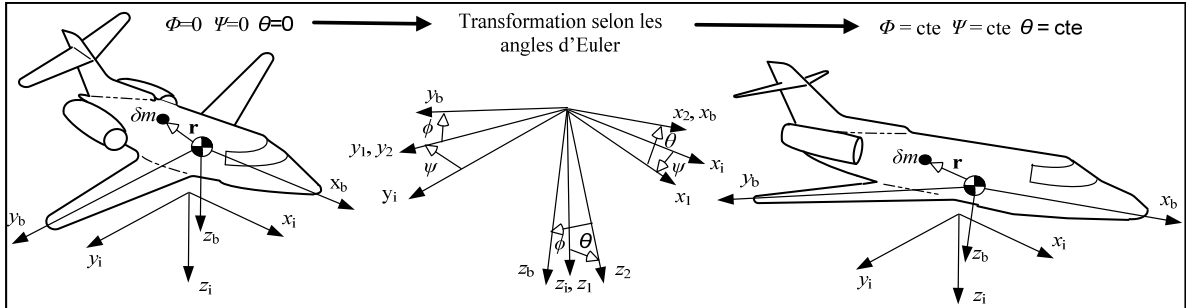 Φ=0 Ψ=0 θ=0
Transformation selon les
angles d'Euler
Φ = cte Ψ = cte θ = cte
δm
r
x_b
y_b
z_b
x_i
y_i
z_i
y_b
ϕ
y_1, y_2
ψ
y_i
x_2, x_b
θ
x_i
ψ
x_1
ϕ
θ
z_b
z_i, z_1
z_2
δm
r
y_b
x_b
x_i
z_b
y_i
z_i